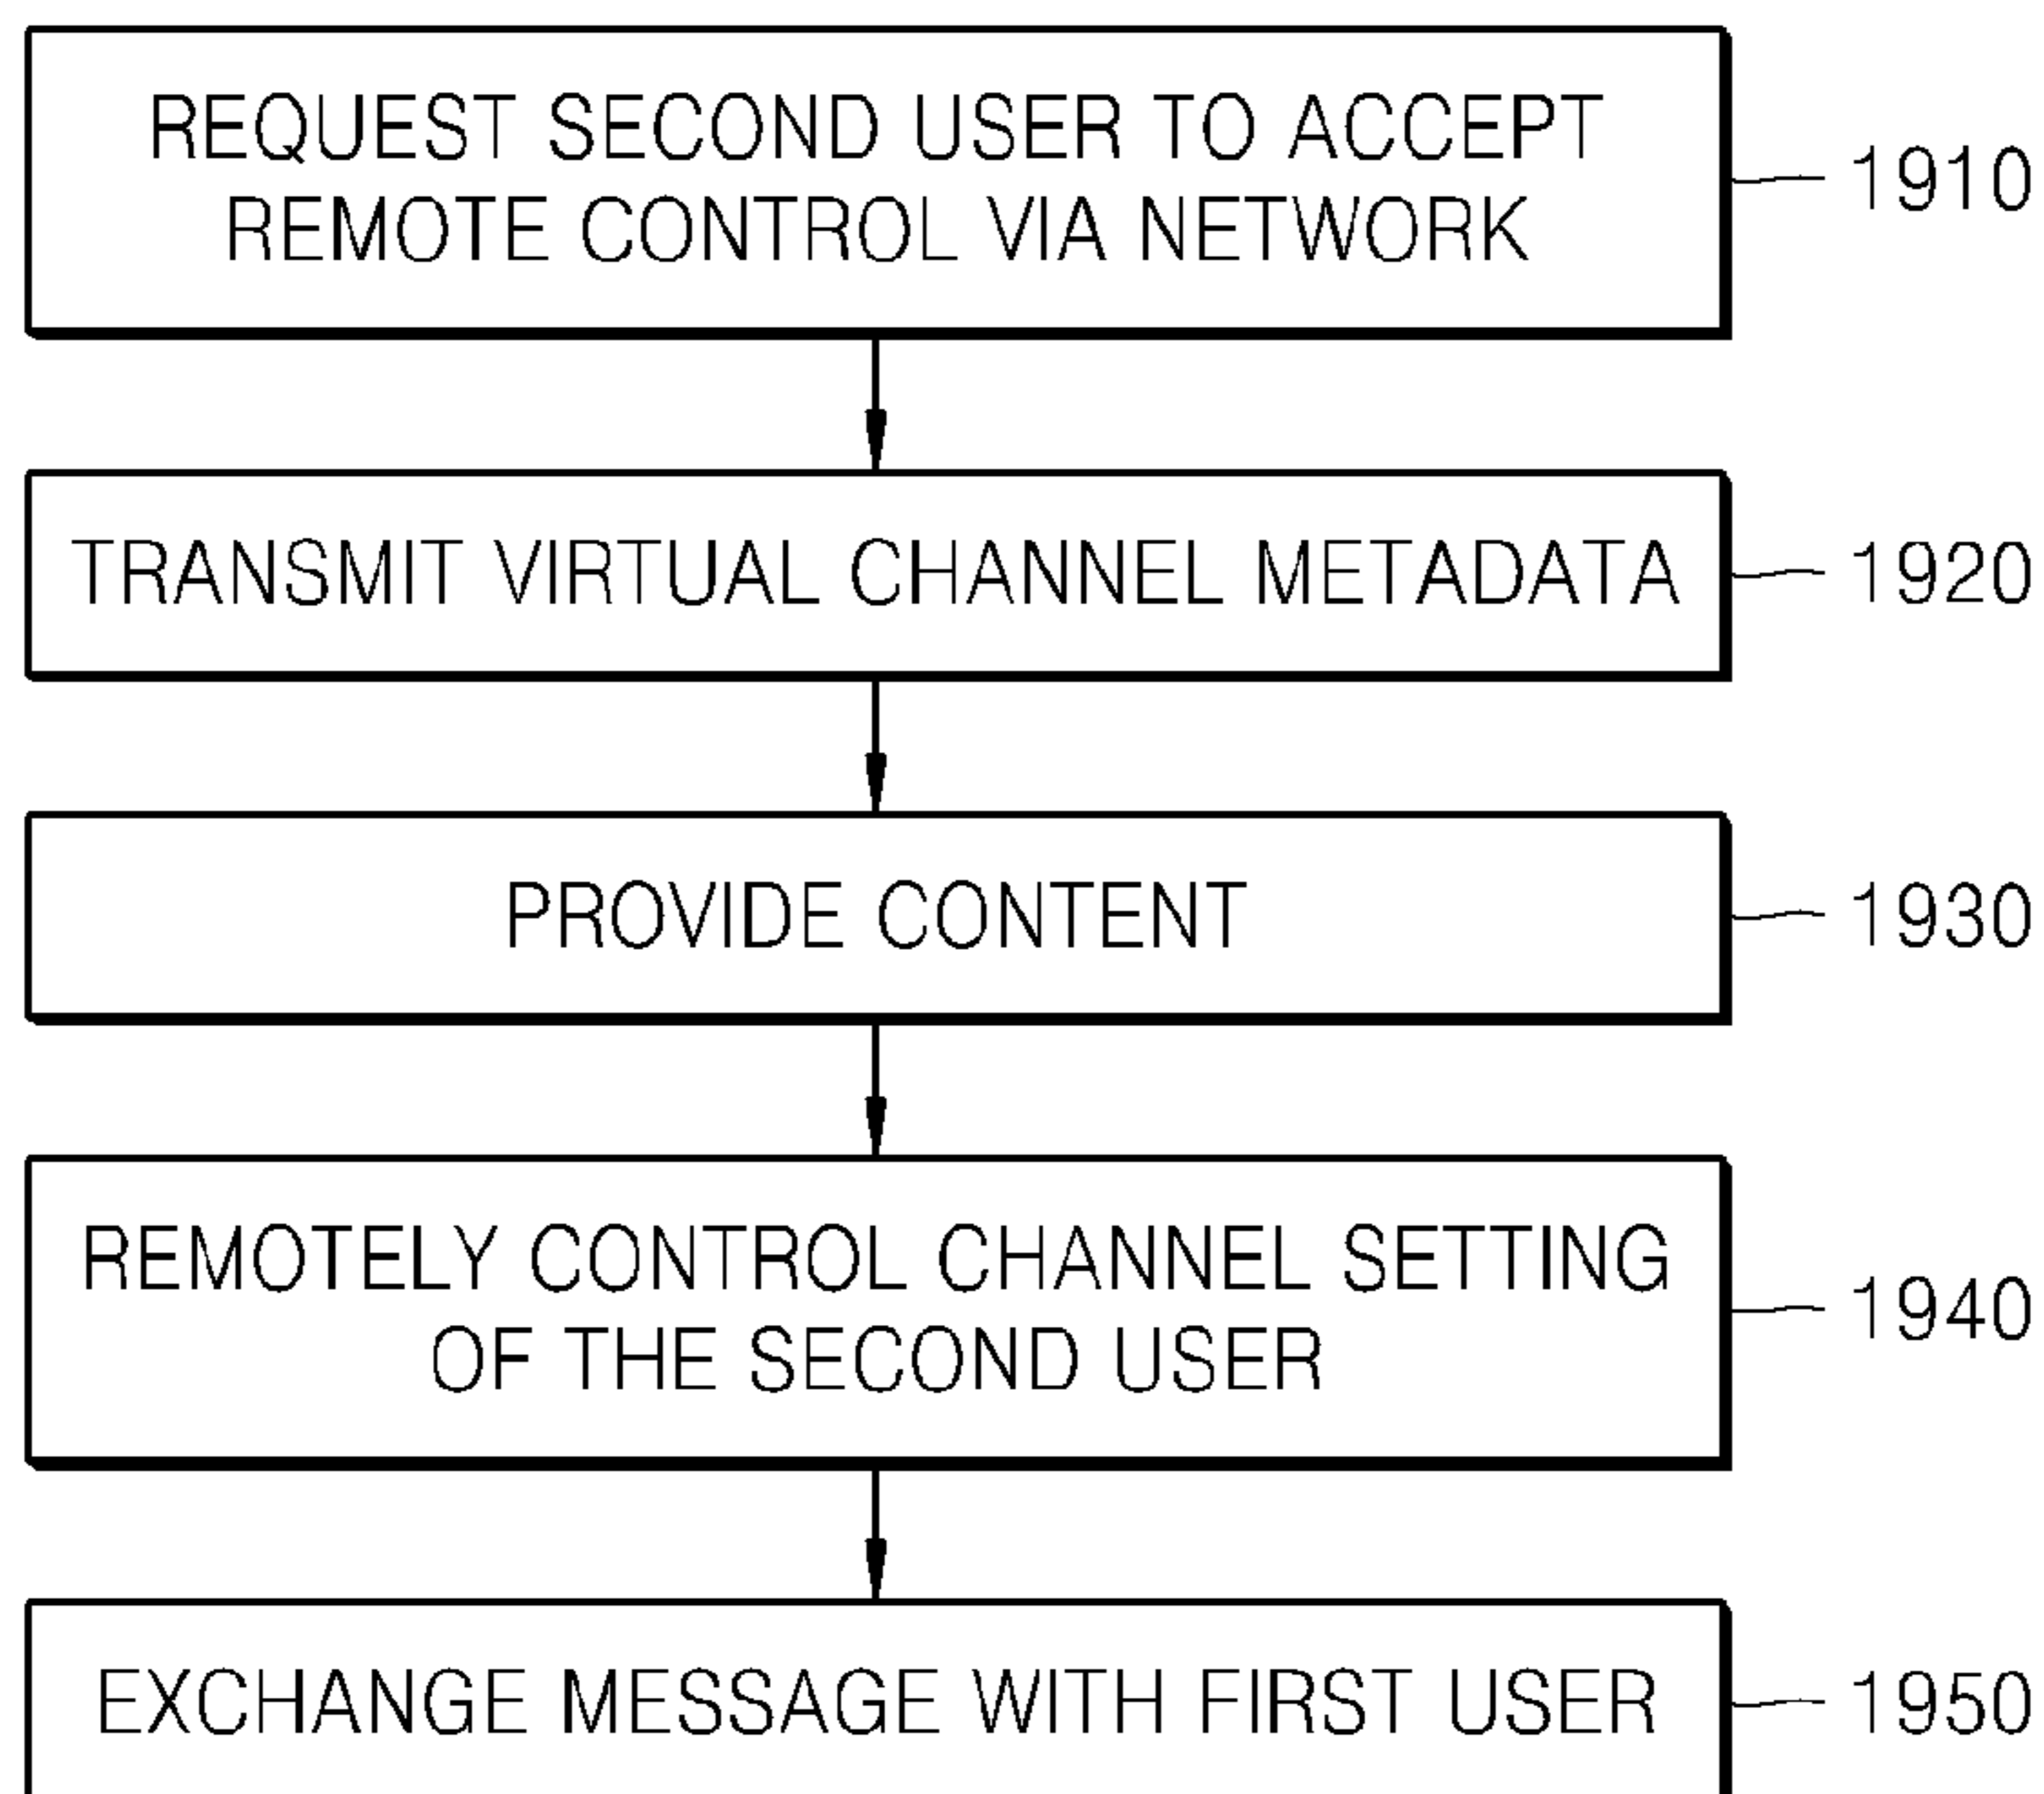 REQUEST SECOND USER TO ACCEPT
REMOTE CONTROL VIA NETWORK
1910
TRANSMIT VIRTUAL CHANNEL METADATA
1920
PROVIDE CONTENT
1930
REMOTELY CONTROL CHANNEL SETTING
OF THE SECOND USER
1940
EXCHANGE MESSAGE WITH FIRST USER
1950